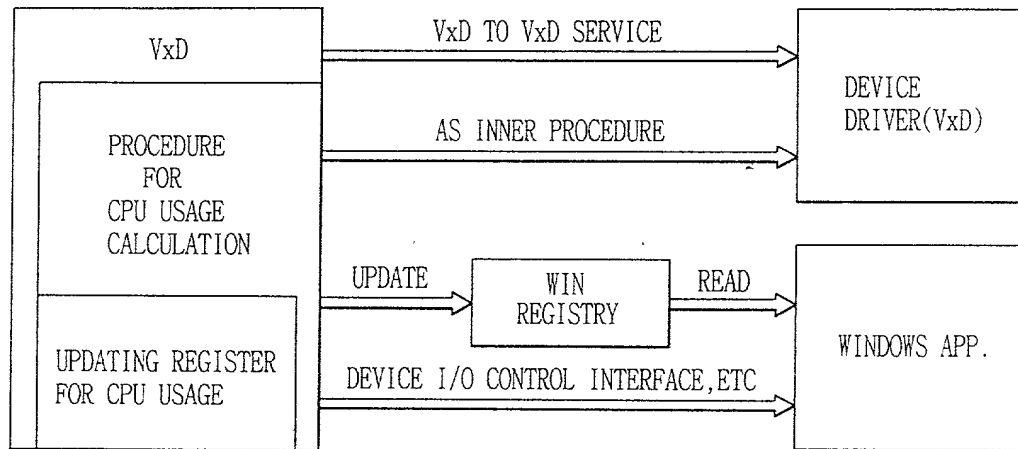 VxD
PROCEDURE
FOR
CPU USAGE
CALCULATION
UPDATING REGISTER
FOR CPU USAGE
VxD TO VxD SERVICE
AS INNER PROCEDURE
DEVICE
DRIVER(VxD)
UPDATE
WIN
REGISTRY
READ
DEVICE I/O CONTROL INTERFACE,ETC
WINDOWS APP.